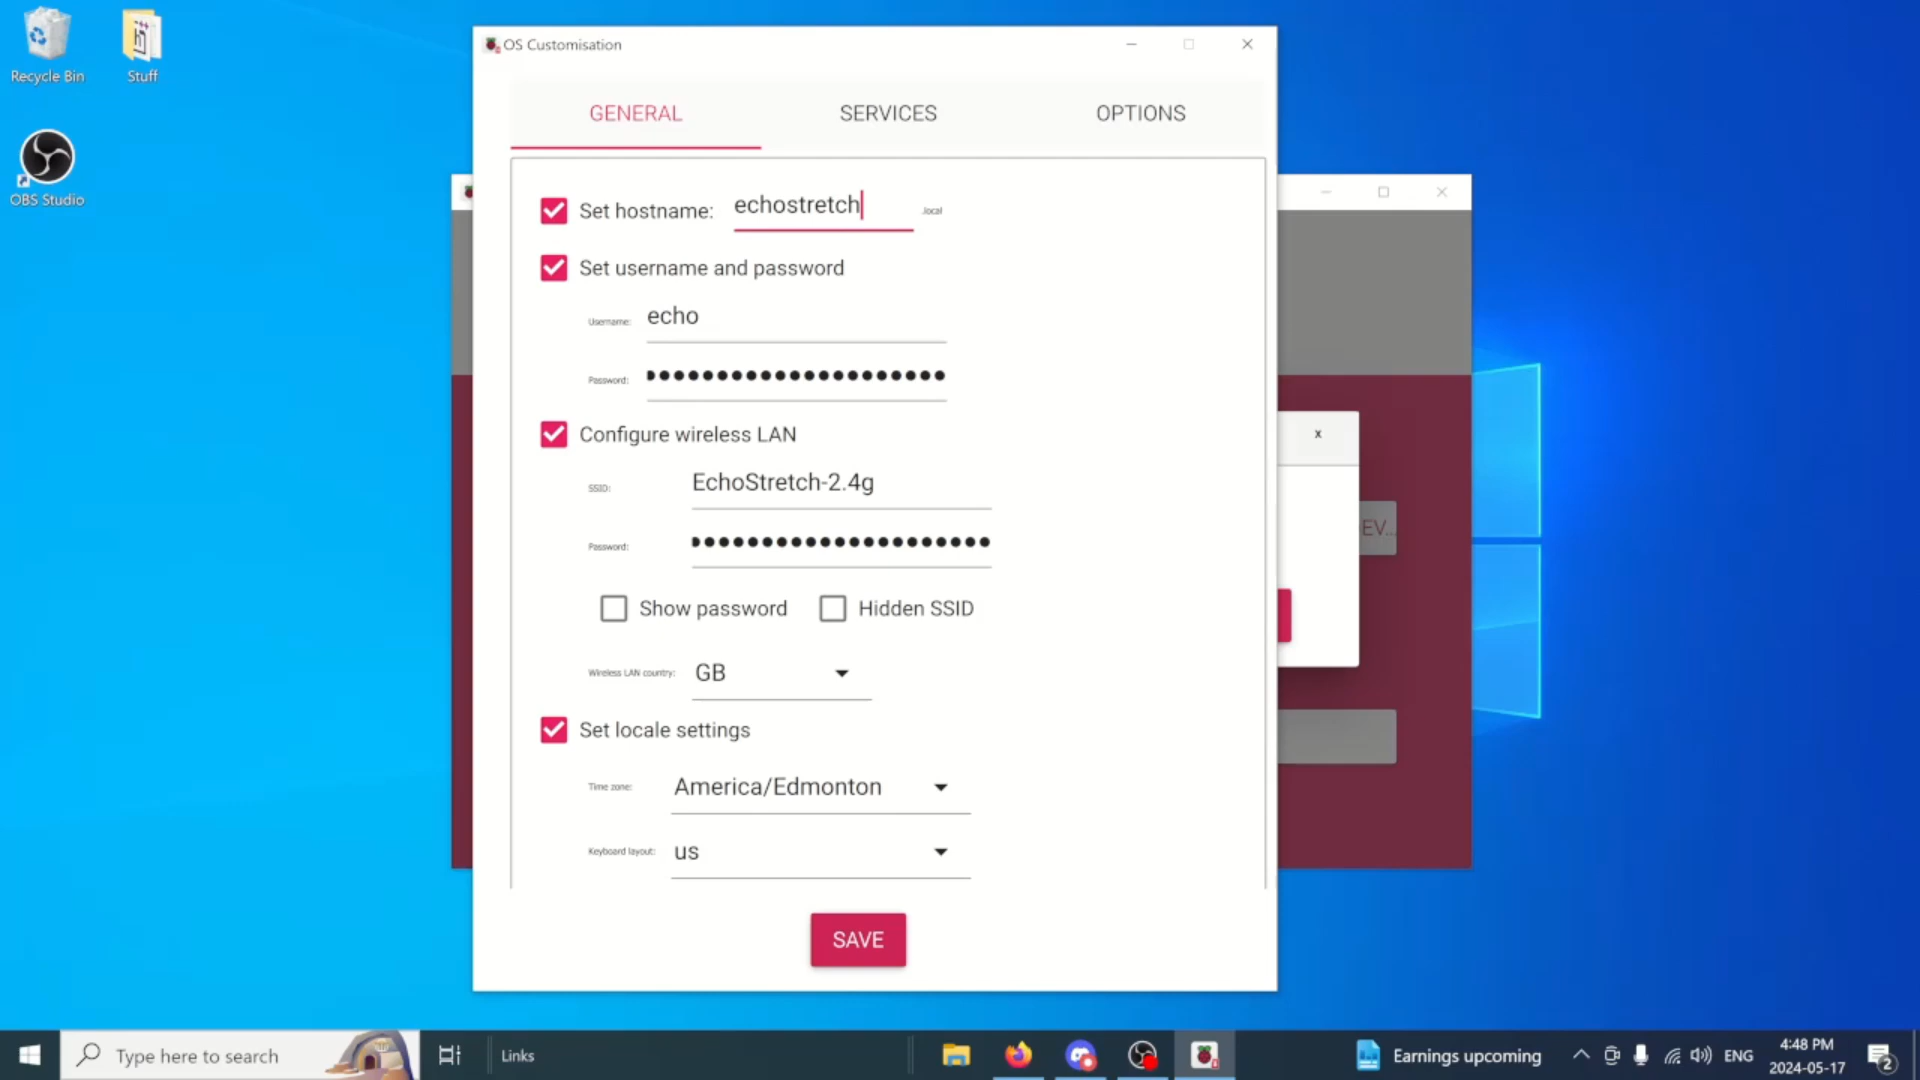 Recycle Bin
Stuff
OBS Studio
OS Customisation
GENERAL
SERVICES
OPTIONS
Set hostname: echostretch .local
Set username and password
Username: echo
Password: ●●●●●●●●●●●●●●●●●●●●●
Configure wireless LAN
SSID: EchoStretch-2.4g
Password: ●●●●●●●●●●●●●●●●●●●●●
Show password
Hidden SSID
Wireless LAN country: GB
Set locale settings
Time zone: America/Edmonton
Keyboard layout: us
SAVE
x
EV...
Type here to search
Links
Earnings upcoming
ENG
4:48 PM
2024-05-17
2